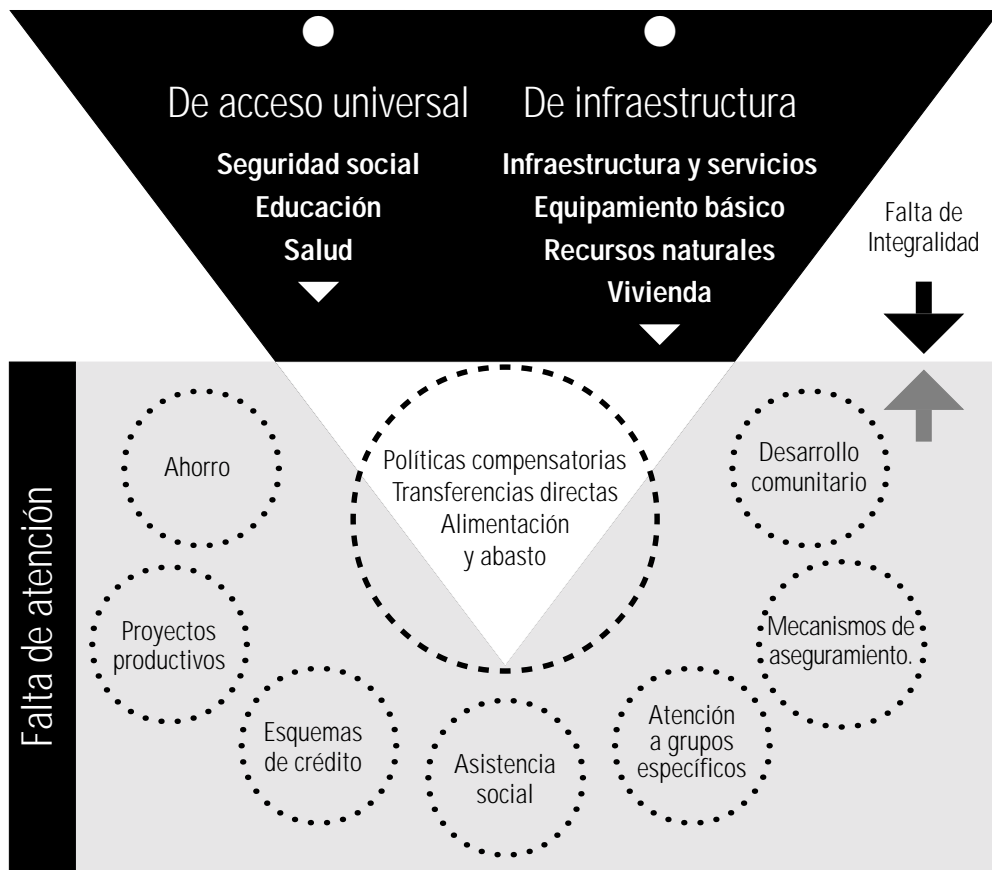 De acceso universal
Seguridad social
Educación
Salud
De infraestructura
Infraestructura y servicios
Equipamiento básico
Recursos naturales
Vivienda
Falta de
Integralidad
Falta de atención
Ahorro
Proyectos
productivos
Esquemas
de crédito
Políticas compensatorias
Transferencias directas
Alimentación
y abasto
Asistencia
social
Atención
a grupos
específicos
Mecanismos de
aseguramiento.
Desarrollo
comunitario